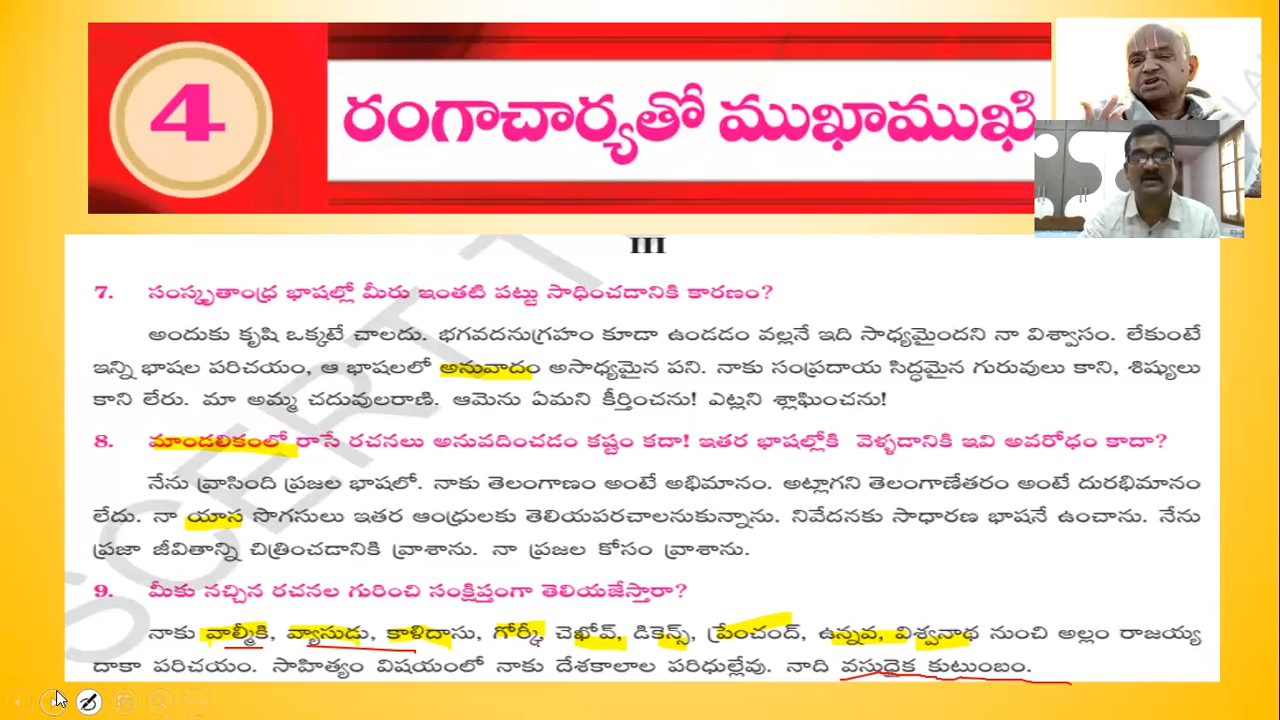 4
రంగాచార్యతో ముఖాముఖి
III
7. సంస్కృతాంధ్ర భాషల్లో మీరు ఇంతటి పట్టు సాధించడానికి కారణం?
అందుకు కృషి ఒక్కటే చాలదు. భగవదనుగ్రహం కూడా ఉండడం వల్లనే ఇది సాధ్యమైందని నా విశ్వాసం. లేకుంటే
ఇన్ని భాషల పరిచయం, ఆ భాషలలో అనువాదం అసాధ్యమైన పని. నాకు సంప్రదాయ సిద్ధమైన గురువులు కాని, శిష్యులు
కాని లేరు. మా అమ్మ చదువులరాణి. ఆమెను ఏమని కీర్తించను! ఎట్లని శ్లాఘించను!
8. మాండలికంలో రాసే రచనలు అనువదించడం కష్టం కదా! ఇతర భాషల్లోకి వెళ్ళడానికి ఇవి అవరోధం కాదా?
నేను వ్రాసింది ప్రజల భాషలో. నాకు తెలంగాణం అంటే అభిమానం. అట్లాగని తెలంగాణేతరం అంటే దురభిమానం
లేదు. నా యాస సొగసులు ఇతర ఆంధ్రులకు తెలియపరచాలనుకున్నాను. నివేదనకు సాధారణ భాషనే ఉంచాను. నేను
ప్రజా జీవితాన్ని చిత్రించడానికి వ్రాశాను. నా ప్రజల కోసం వ్రాశాను.
9. మీకు నచ్చిన రచనల గురించి సంక్షిప్తంగా తెలియజేస్తారా?
నాకు వాల్మీకి, వ్యాసుడు, కాళిదాసు, గోర్కీ, చెఖోవ్, డికెన్స్, ప్రేంచంద్, ఉన్నవ, విశ్వనాథ నుంచి అల్లం రాజయ్య
దాకా పరిచయం. సాహిత్యం విషయంలో నాకు దేశకాలాల పరిధుల్లేవు. నాది వసుధైక కుటుంబం.
SCERT T